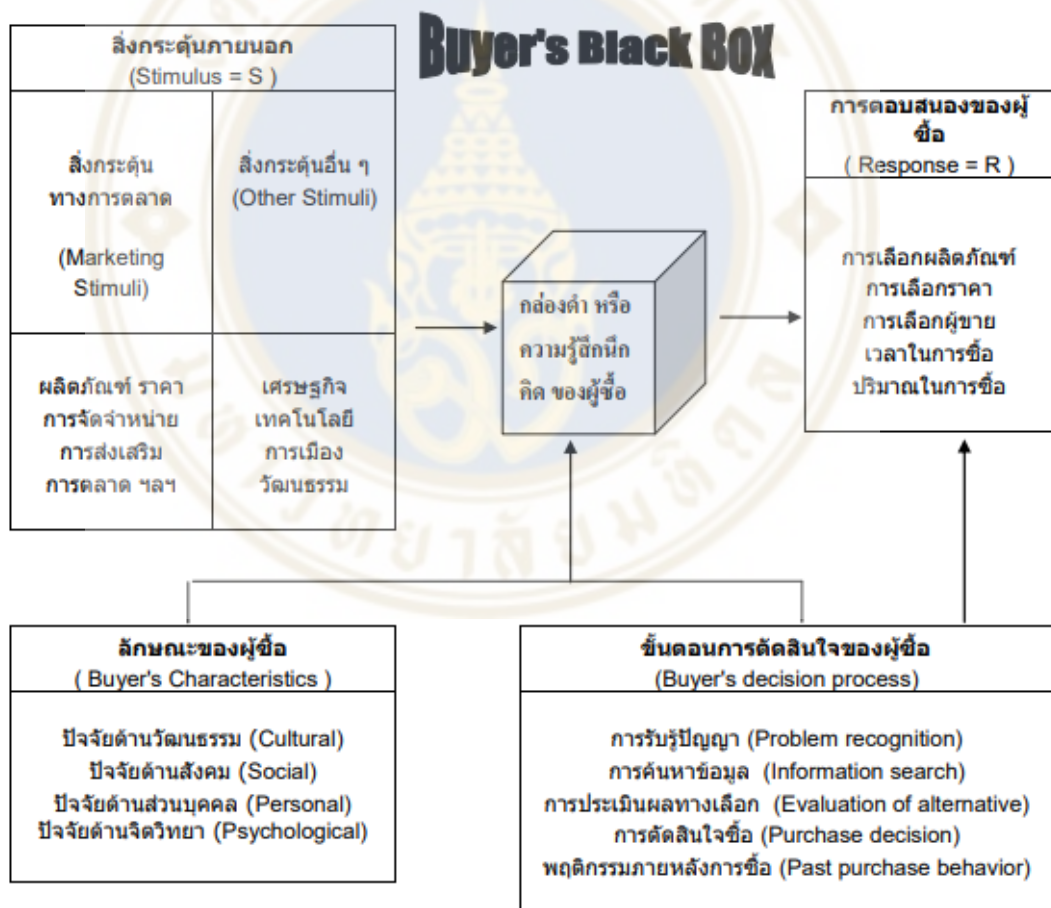 Buyer's Black BOX
สิ่งกระตุ้นภายนอก
(Stimulus = S )
สิ่งกระตุ้น
ทางการตลาด
(Marketing
Stimuli)
สิ่งกระตุ้นอื่น ๆ
(Other Stimuli)
ผลิตภัณฑ์ ราคา
การจัดจำหน่าย
การส่งเสริม
การตลาด ฯลฯ
เศรษฐกิจ
เทคโนโลยี
การเมือง
วัฒนธรรม
กล่องดำ หรือ
ความรู้สึกนึก
คิด ของผู้ซื้อ
การตอบสนองของผู้
ซื้อ
( Response = R )
การเลือกผลิตภัณฑ์
การเลือกราคา
การเลือกผู้ขาย
เวลาในการซื้อ
ปริมาณในการซื้อ
ลักษณะของผู้ซื้อ
( Buyer's Characteristics )
ปัจจัยด้านวัฒนธรรม (Cultural)
ปัจจัยด้านสังคม (Social)
ปัจจัยด้านส่วนบุคคล (Personal)
ปัจจัยด้านจิตวิทยา (Psychological)
ขั้นตอนการตัดสินใจของผู้ซื้อ
(Buyer's decision process)
การรับรู้ปัญญา (Problem recognition)
การค้นหาข้อมูล (Information search)
การประเมินผลทางเลือก (Evaluation of alternative)
การตัดสินใจซื้อ (Purchase decision)
พฤติกรรมภายหลังการซื้อ (Past purchase behavior)